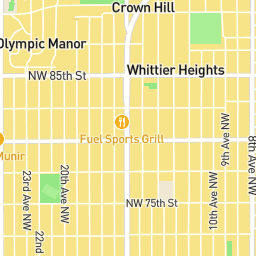 Crown Hill
Olympic Manor
NW 85th St
Whittier Heights
Fuel Sports Grill
Munir
9th Ave NW
8th Ave NW
20th Ave NW
23rd Ave NW
10th Ave NW
NW 75th St
22nd